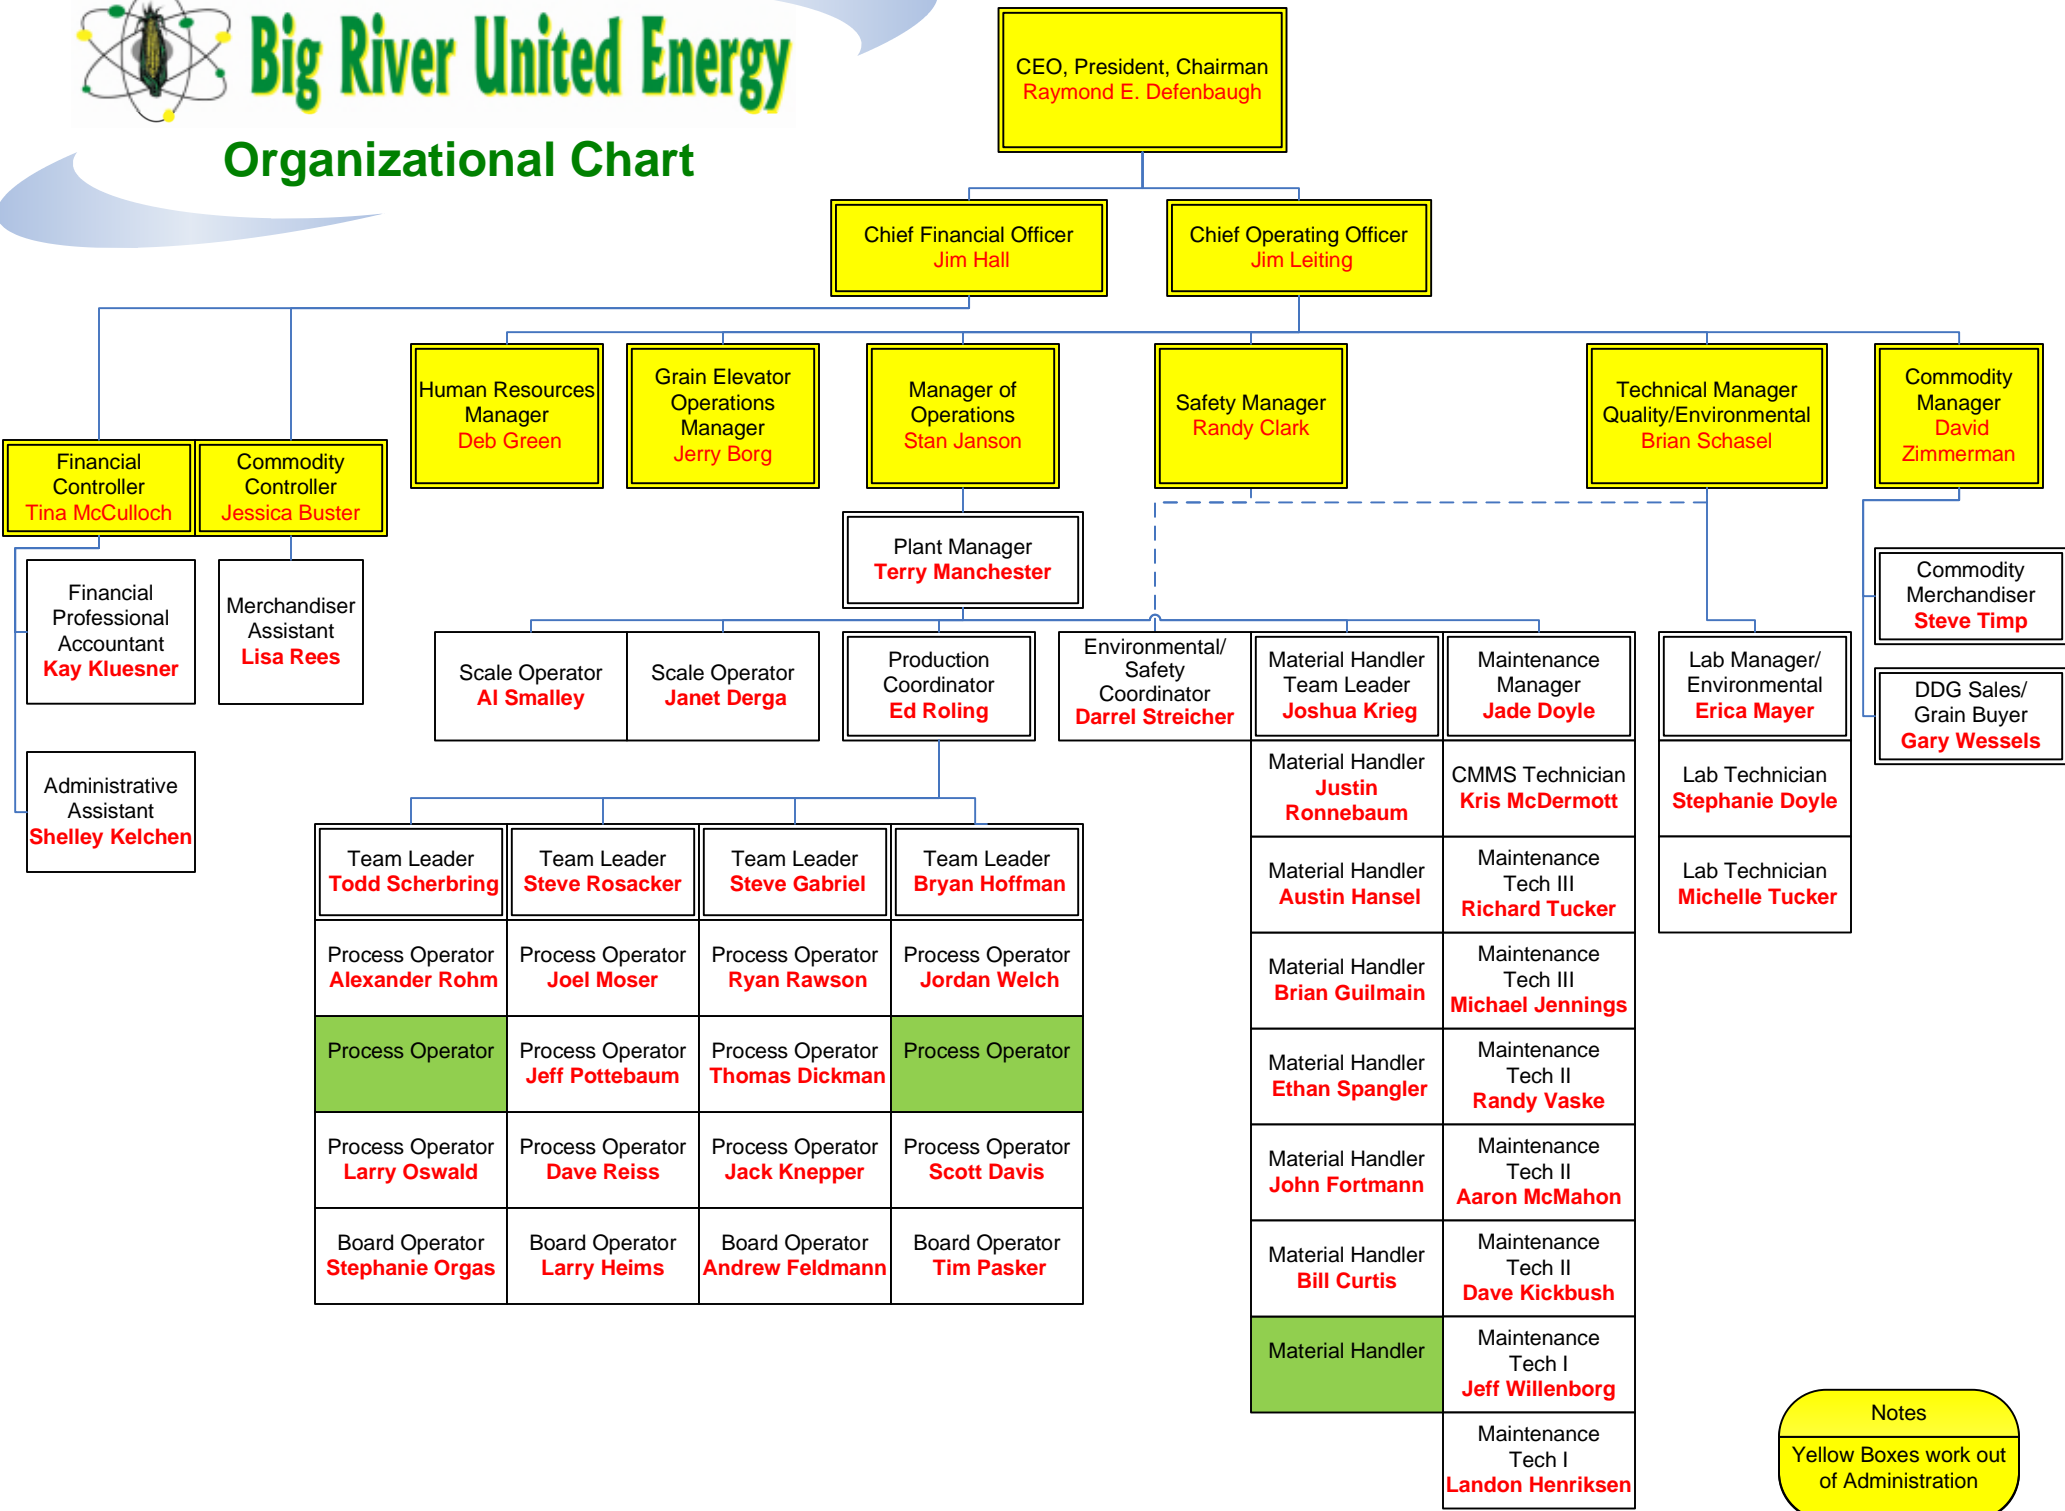 Big River United Energy
Organizational Chart
CEO, President, Chairman
Raymond E. Defenbaugh
Chief Financial Officer
Jim Hall
Chief Operating Officer
Jim Leiting
Human Resources
Manager
Deb Green
Grain Elevator
Operations
Manager
Jerry Borg
Manager of
Operations
Stan Janson
Safety Manager
Randy Clark
Technical Manager
Quality/Environmental
Brian Schasel
Commodity
Manager
David
Zimmerman
Financial
Controller
Tina McCulloch
Commodity
Controller
Jessica Buster
Plant Manager
Terry Manchester
Financial
Professional
Accountant
Kay Kluesner
Merchandiser
Assistant
Lisa Rees
Commodity
Merchandiser
Steve Timp
Scale Operator
Al Smalley
Scale Operator
Janet Derga
Production
Coordinator
Ed Roling
Environmental/
Safety
Coordinator
Darrel Streicher
Material Handler
Team Leader
Joshua Krieg
Maintenance
Manager
Jade Doyle
Lab Manager/
Environmental
Erica Mayer
DDG Sales/
Grain Buyer
Gary Wessels
Administrative
Assistant
Shelley Kelchen
Material Handler
Justin
Ronnebaum
CMMS Technician
Kris McDermott
Lab Technician
Stephanie Doyle
Team Leader
Todd Scherbring
Team Leader
Steve Rosacker
Team Leader
Steve Gabriel
Team Leader
Bryan Hoffman
Material Handler
Austin Hansel
Maintenance
Tech III
Richard Tucker
Lab Technician
Michelle Tucker
Process Operator
Alexander Rohm
Process Operator
Joel Moser
Process Operator
Ryan Rawson
Process Operator
Jordan Welch
Material Handler
Brian Guilmain
Maintenance
Tech III
Michael Jennings
Process Operator
Process Operator
Jeff Pottebaum
Process Operator
Thomas Dickman
Process Operator
Material Handler
Ethan Spangler
Maintenance
Tech II
Randy Vaske
Process Operator
Larry Oswald
Process Operator
Dave Reiss
Process Operator
Jack Knepper
Process Operator
Scott Davis
Material Handler
John Fortmann
Maintenance
Tech II
Aaron McMahon
Board Operator
Stephanie Orgas
Board Operator
Larry Heims
Board Operator
Andrew Feldmann
Board Operator
Tim Pasker
Material Handler
Bill Curtis
Maintenance
Tech II
Dave Kickbush
Material Handler
Maintenance
Tech I
Jeff Willenborg
Maintenance
Tech I
Landon Henriksen
Notes
Yellow Boxes work out
of Administration